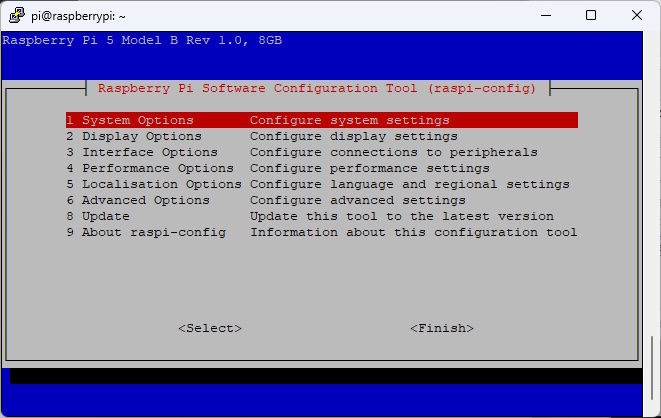 pi@raspberrypi: ~
Raspberry Pi 5 Model B Rev 1.0, 8GB
Raspberry Pi Software Configuration Tool (raspi-config)
1 System Options Configure system settings
2 Display Options Configure display settings
3 Interface Options Configure connections to peripherals
4 Performance Options Configure performance settings
5 Localisation Options Configure language and regional settings
6 Advanced Options Configure advanced settings
8 Update Update this tool to the latest version
9 About raspi-config Information about this configuration tool
<Select> <Finish>